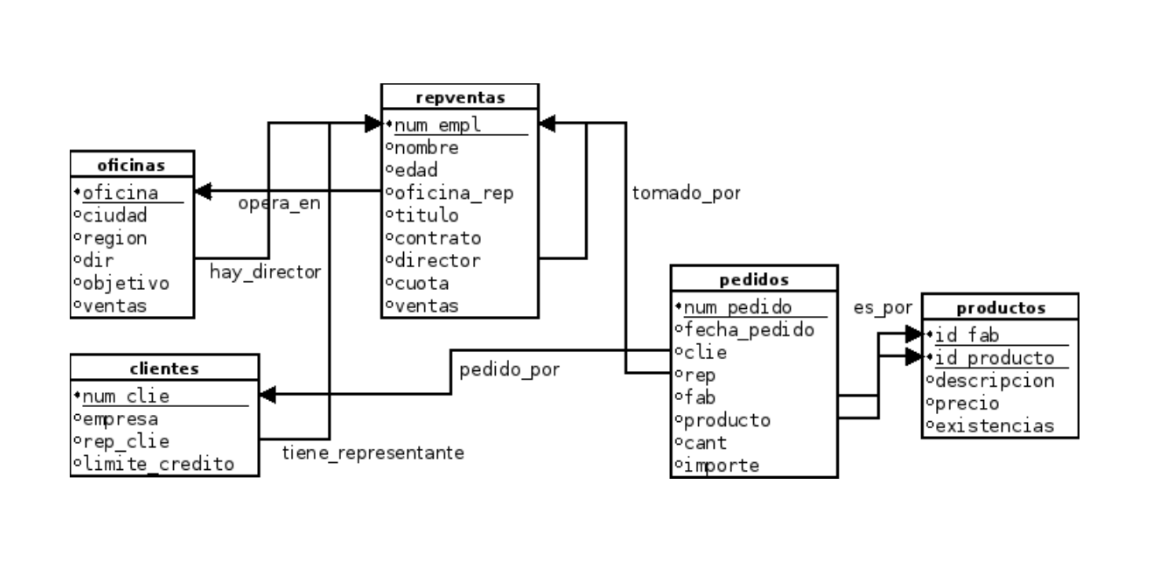 repventas
num_empl
nombre
edad
oficina_rep
titulo
contrato
director
cuota
ventas
oficinas
oficina
ciudad
region
dir
objetivo
ventas
opera_en
hay_director
tomado_por
clientes
num_clie
empresa
rep_clie
limite_credito
pedido_por
tiene_representante
pedidos
num_pedido
fecha_pedido
clie
rep
fab
producto
cant
importe
es_por
productos
id_fab
id_producto
descripcion
precio
existencias